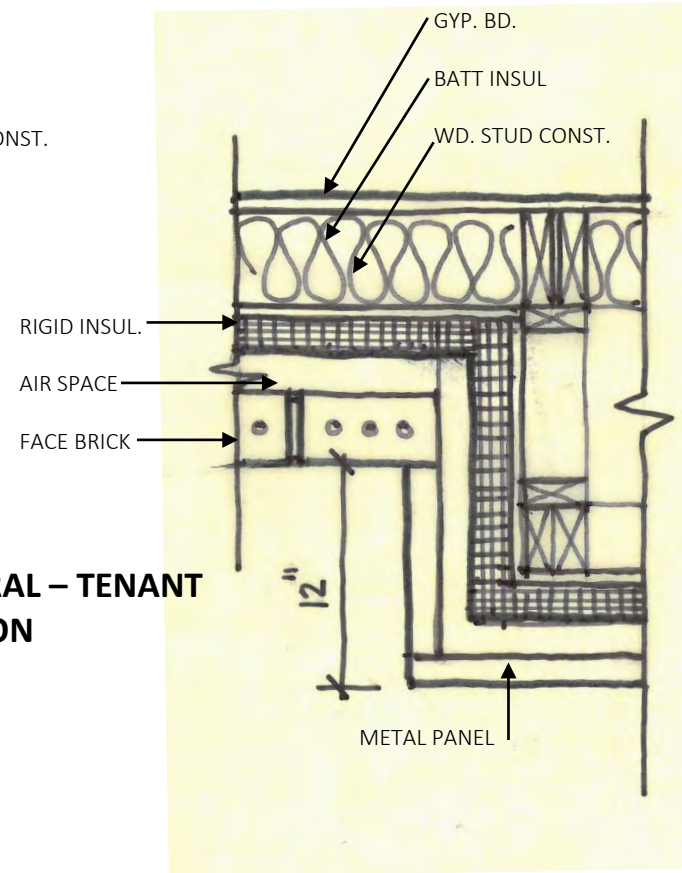 GYP. BD.
BATT INSUL
WD. STUD CONST.
ONST.
RIGID INSUL.
AIR SPACE
FACE BRICK
12"
RAL – TENANT
ON
METAL PANEL